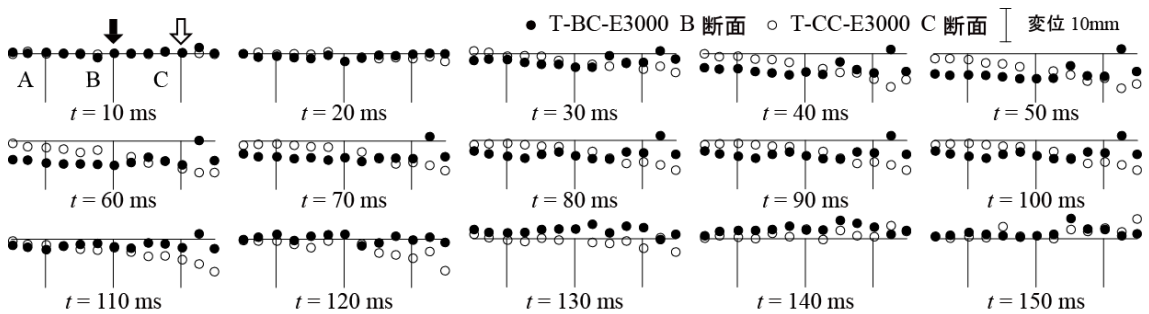 ● T-BC-E3000 B 断面 ○ T-CC-E3000 C 断面 変位 10mm
A B C
t = 10 ms t = 20 ms t = 30 ms t = 40 ms t = 50 ms
t = 60 ms t = 70 ms t = 80 ms t = 90 ms t = 100 ms
t = 110 ms t = 120 ms t = 130 ms t = 140 ms t = 150 ms